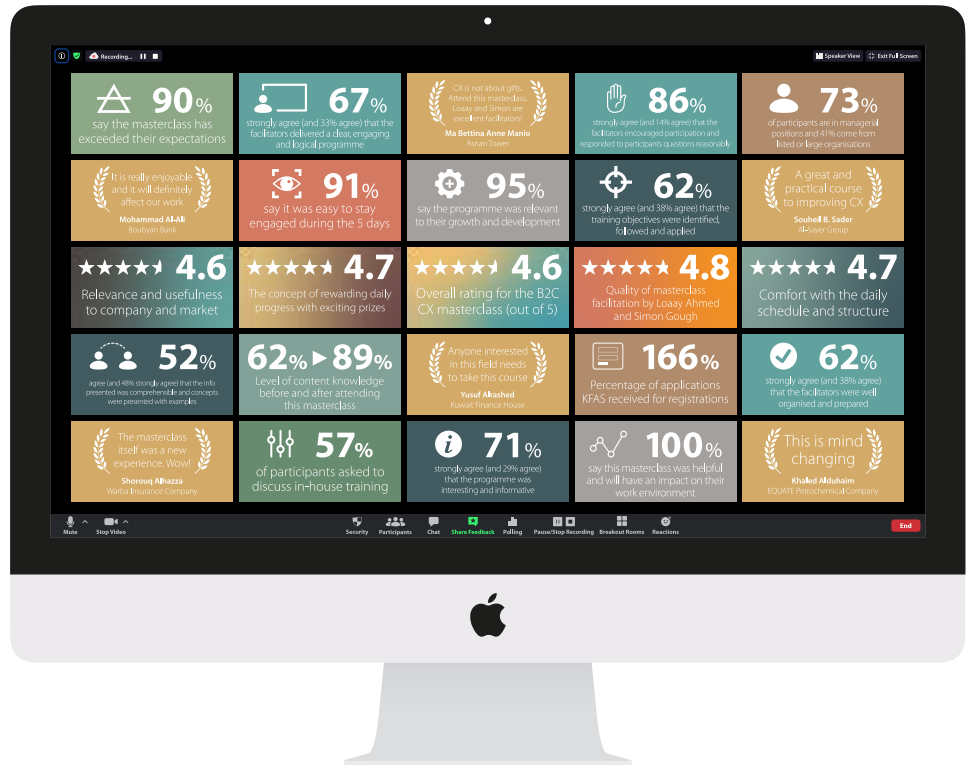 Recording...
Speaker View
Exit Full Screen
90%
say the masterclass has
exceeded their expectations
67%
strongly agree (and 33% agree) that the
facilitators delivered a clear, engaging
and logical programme
CX is not about gifts.
Attend this masterclass.
Loaay and Simon are
excellent facilitators!
Ma Bettina Anne Manio
Asnan Tower
86%
strongly agree (and 14% agree) that the
facilitators encouraged participation and
responded to participants questions reasonably
73%
of participants are in managerial
positions and 41% come from
listed or large organisations
It is really enjoyable
and it will definitely
affect our work
Mohammad Al-Ali
Boubyan Bank
91%
say it was easy to stay
engaged during the 5 days
95%
say the programme was relevant
to their growth and development
62%
strongly agree (and 38% agree) that the
training objectives were identified,
followed and applied
A great and
practical course
to improving CX
Souheil B. Sader
Al-Sayer Group
4.6
Relevance and usefulness
to company and market
4.7
The concept of rewarding daily
progress with exciting prizes
4.6
Overall rating for the B2C
CX masterclass (out of 5)
4.8
Quality of masterclass
facilitation by Loaay Ahmed
and Simon Gough
4.7
Comfort with the daily
schedule and structure
52%
agree (and 48% strongly agree) that the info
presented was comprehensible and concepts
were presented with examples
62% ▶ 89%
Level of content knowledge
before and after attending
this masterclass
Anyone interested
in this field needs
to take this course
Yusuf Alrashed
Kuwait Finance House
166%
Percentage of applications
KFAS received for registrations
62%
strongly agree (and 38% agree)
that the facilitators were well
organised and prepared
The masterclass
itself was a new
experience. Wow!
Shorouq Alhazza
Warba Insurance Company
57%
of participants asked to
discuss in-house training
71%
strongly agree (and 29% agree)
that the programme was
interesting and informative
100%
say this masterclass was helpful
and will have an impact on their
work environment
This is mind
changing
Khaled Alduhaim
EQUATE Petrochemical Company
Mute
Stop Video
Security
Participants
Chat
Share Feedback
Polling
Pause/Stop Recording
Breakout Rooms
Reactions
End